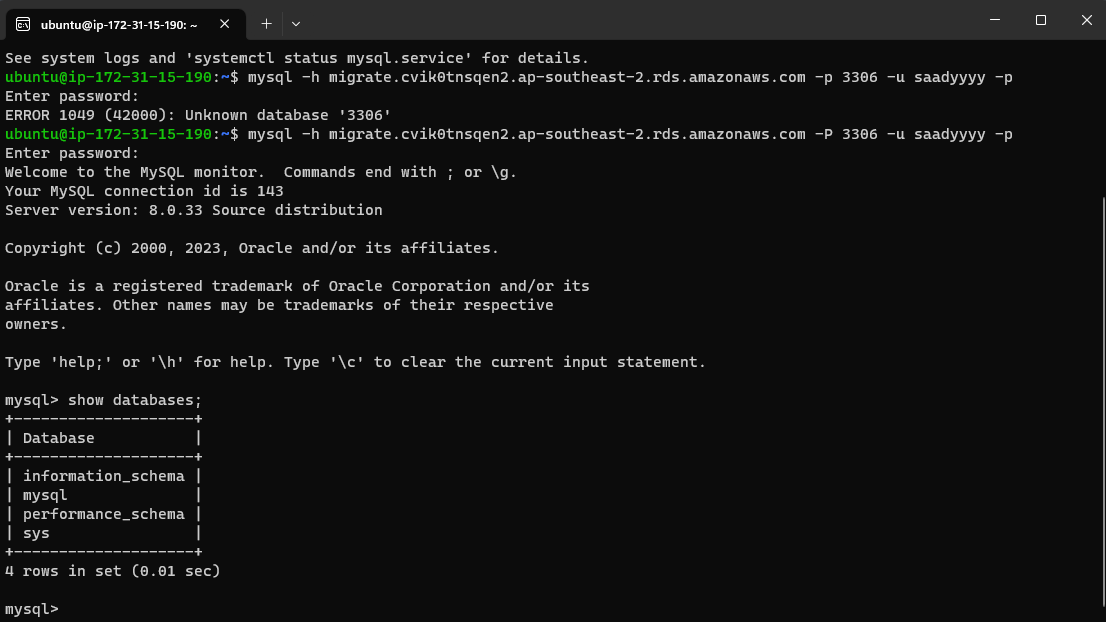 ubuntu@ip-172-31-15-190: ~
See system logs and 'systemctl status mysql.service' for details.
ubuntu@ip-172-31-15-190:~$ mysql -h migrate.cvik0tnsqen2.ap-southeast-2.rds.amazonaws.com -p 3306 -u saadyyyy -p
Enter password:
ERROR 1049 (42000): Unknown database '3306'
ubuntu@ip-172-31-15-190:~$ mysql -h migrate.cvik0tnsqen2.ap-southeast-2.rds.amazonaws.com -P 3306 -u saadyyyy -p
Enter password:
Welcome to the MySQL monitor.  Commands end with ; or \g.
Your MySQL connection id is 143
Server version: 8.0.33 Source distribution

Copyright (c) 2000, 2023, Oracle and/or its affiliates.

Oracle is a registered trademark of Oracle Corporation and/or its
affiliates. Other names may be trademarks of their respective
owners.

Type 'help;' or '\h' for help. Type '\c' to clear the current input statement.

mysql> show databases;
+--------------------+
| Database           |
+--------------------+
| information_schema |
| mysql              |
| performance_schema |
| sys                |
+--------------------+
4 rows in set (0.01 sec)

mysql>